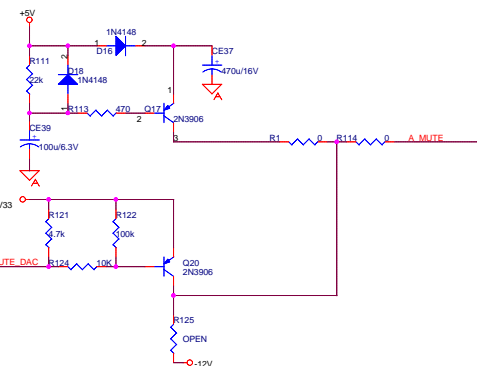 +5V
1N4148
1
2
D16
CE37
R111
2
D18
470u/16V
1N4148
22k
1
1
R113
470
Q17
2
2N3906
CE39
100u/6.3V
3
R1
0
R114
0
A_MUTE
A
A
/33
R121
R122
4.7k
100k
Q20
UTE_DAC
R124
10K
2N3906
R125
OPEN
-12V